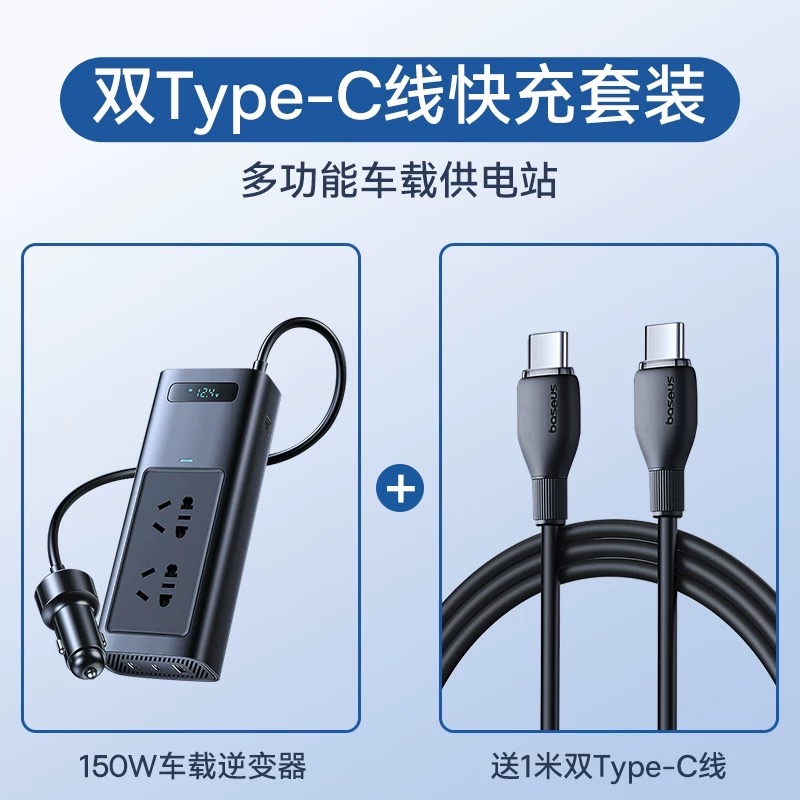 双Type-C线快充套装
多功能车载供电站
12.4v
baseus
baseus
+
150W车载逆变器
送1米双Type-C线